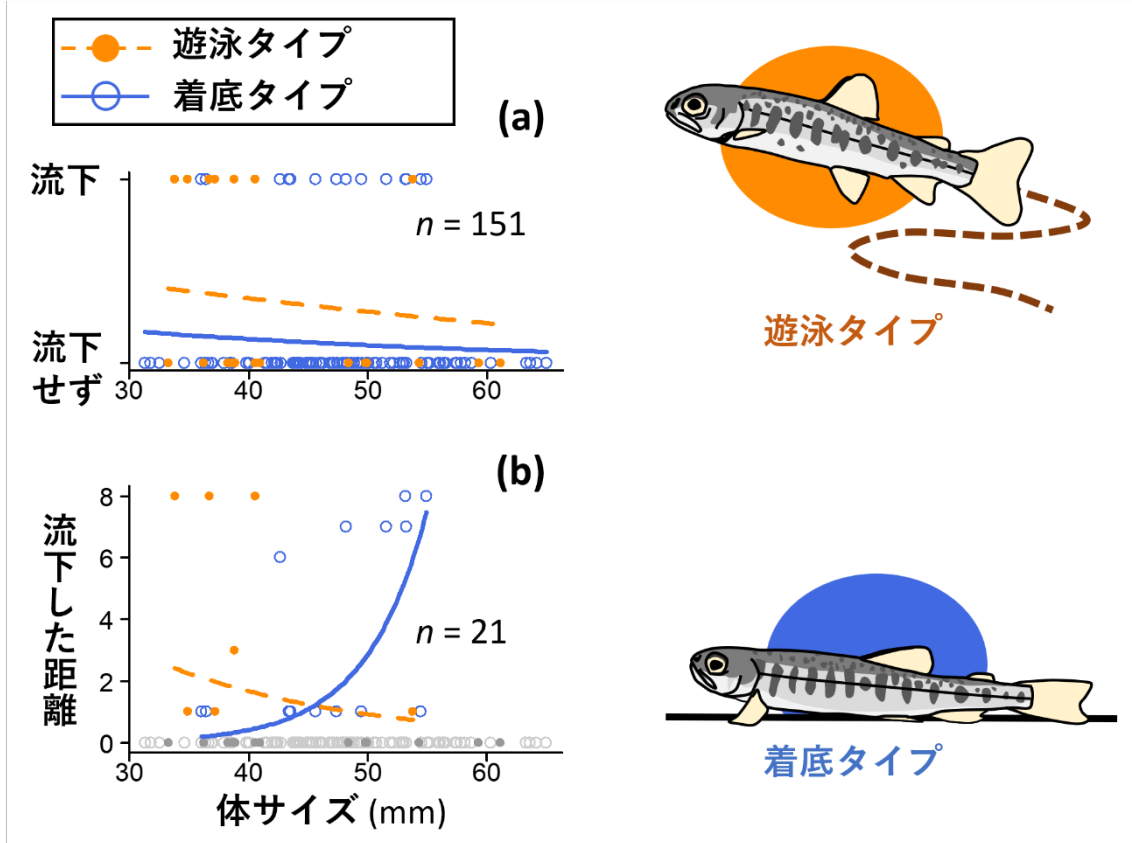 遊泳タイプ
着底タイプ
(a)
流下
n = 151
流下
せず
30
40
50
60
遊泳タイプ
(b)
8
6
4
2
0
流下した距離
n = 21
30
40
50
60
体サイズ (mm)
着底タイプ